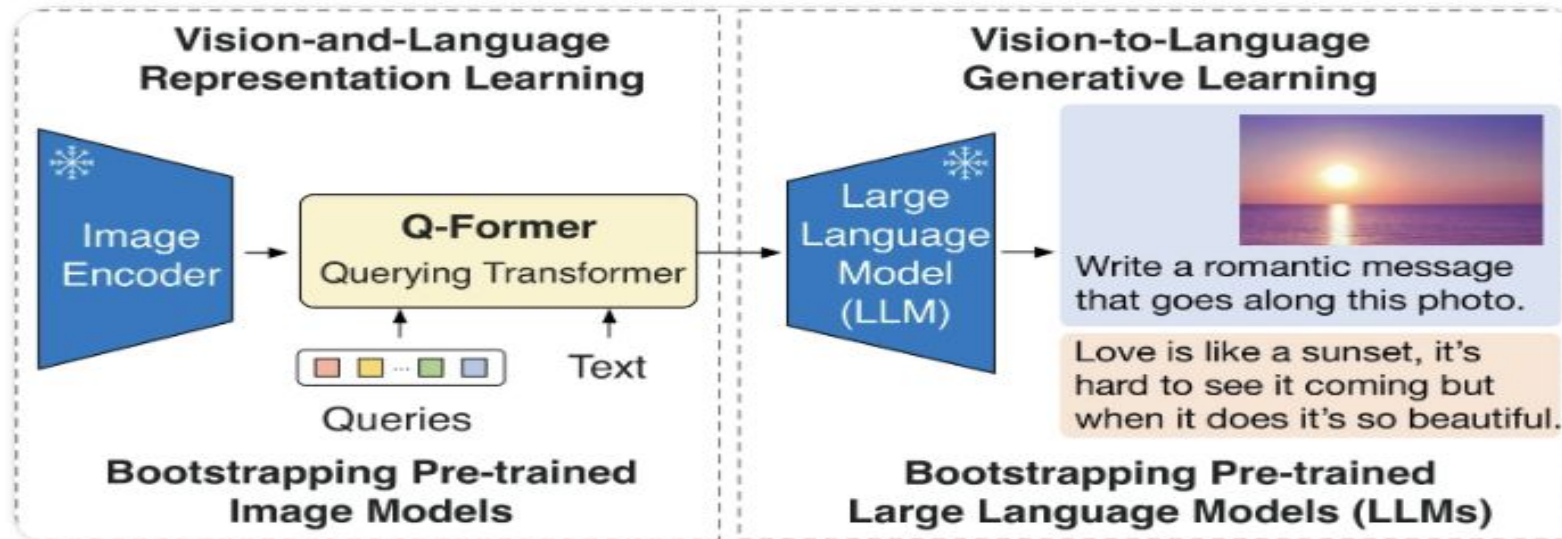 Vision-and-Language
Representation Learning
Image
Encoder
Q-Former
Querying Transformer
...
Queries
Text
Bootstrapping Pre-trained
Image Models
Vision-to-Language
Generative Learning
Large
Language
Model
(LLM)
Write a romantic message
that goes along this photo.
Love is like a sunset, it's
hard to see it coming but
when it does it's so beautiful.
Bootstrapping Pre-trained
Large Language Models (LLMs)